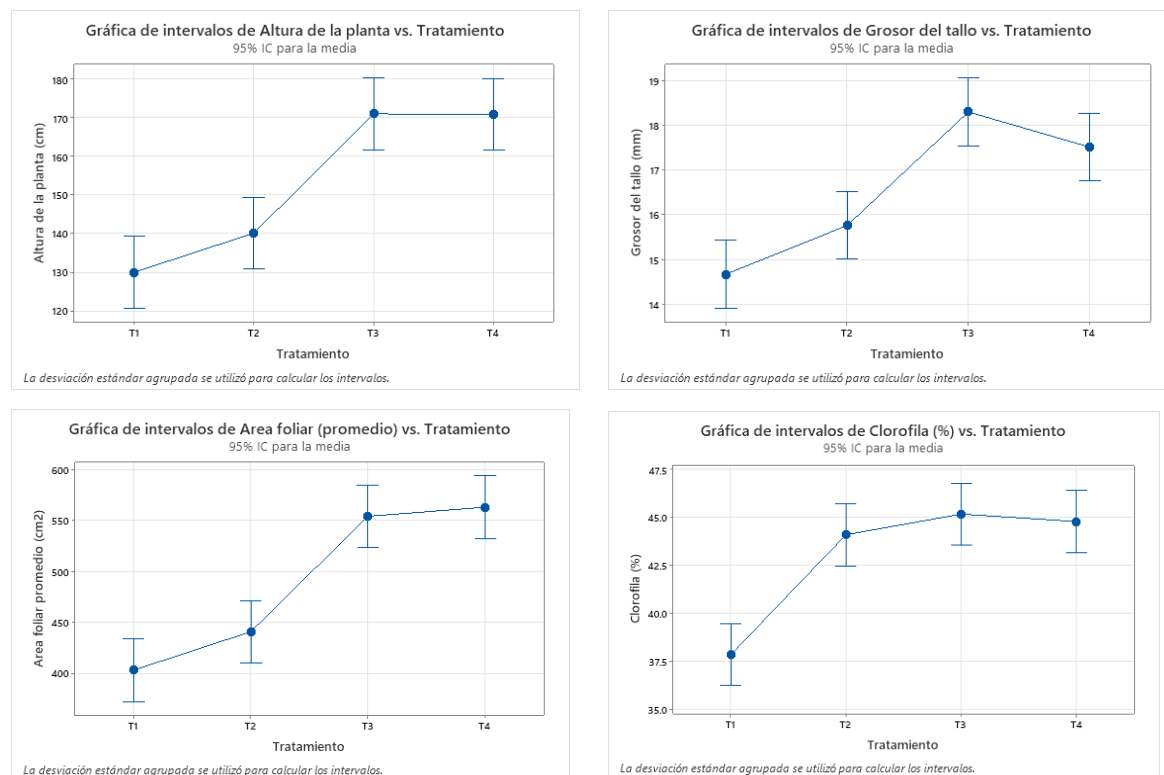 Gráfica de intervalos de Altura de la planta vs. Tratamiento
95% IC para la media
Altura de la planta (cm)
180
170
160
150
140
130
120
T1 T2 T3 T4
Tratamiento
La desviación estándar agrupada se utilizó para calcular los intervalos.
Gráfica de intervalos de Grosor del tallo vs. Tratamiento
95% IC para la media
Grosor del tallo (mm)
19
18
17
16
15
14
T1 T2 T3 T4
Tratamiento
La desviación estándar agrupada se utilizó para calcular los intervalos.
Gráfica de intervalos de Area foliar (promedio) vs. Tratamiento
95% IC para la media
Area foliar promedio (cm2)
600
550
500
450
400
T1 T2 T3 T4
Tratamiento
La desviación estándar agrupada se utilizó para calcular los intervalos.
Gráfica de intervalos de Clorofila (%) vs. Tratamiento
95% IC para la media
Clorofila (%)
47.5
45.0
42.5
40.0
37.5
35.0
T1 T2 T3 T4
Tratamiento
La desviación estándar agrupada se utilizó para calcular los intervalos.